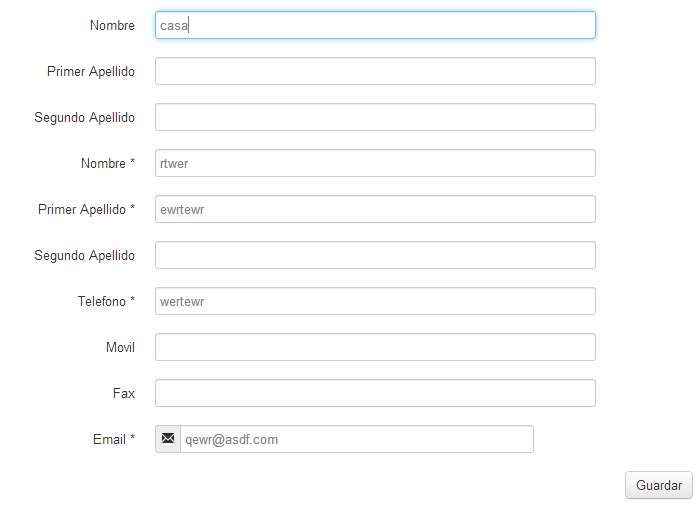 Nombre casa
Primer Apellido
Segundo Apellido
Nombre * rtwer
Primer Apellido * ewrtewr
Segundo Apellido
Telefono * wertewr
Movil
Fax
Email * qewr@asdf.com
Guardar